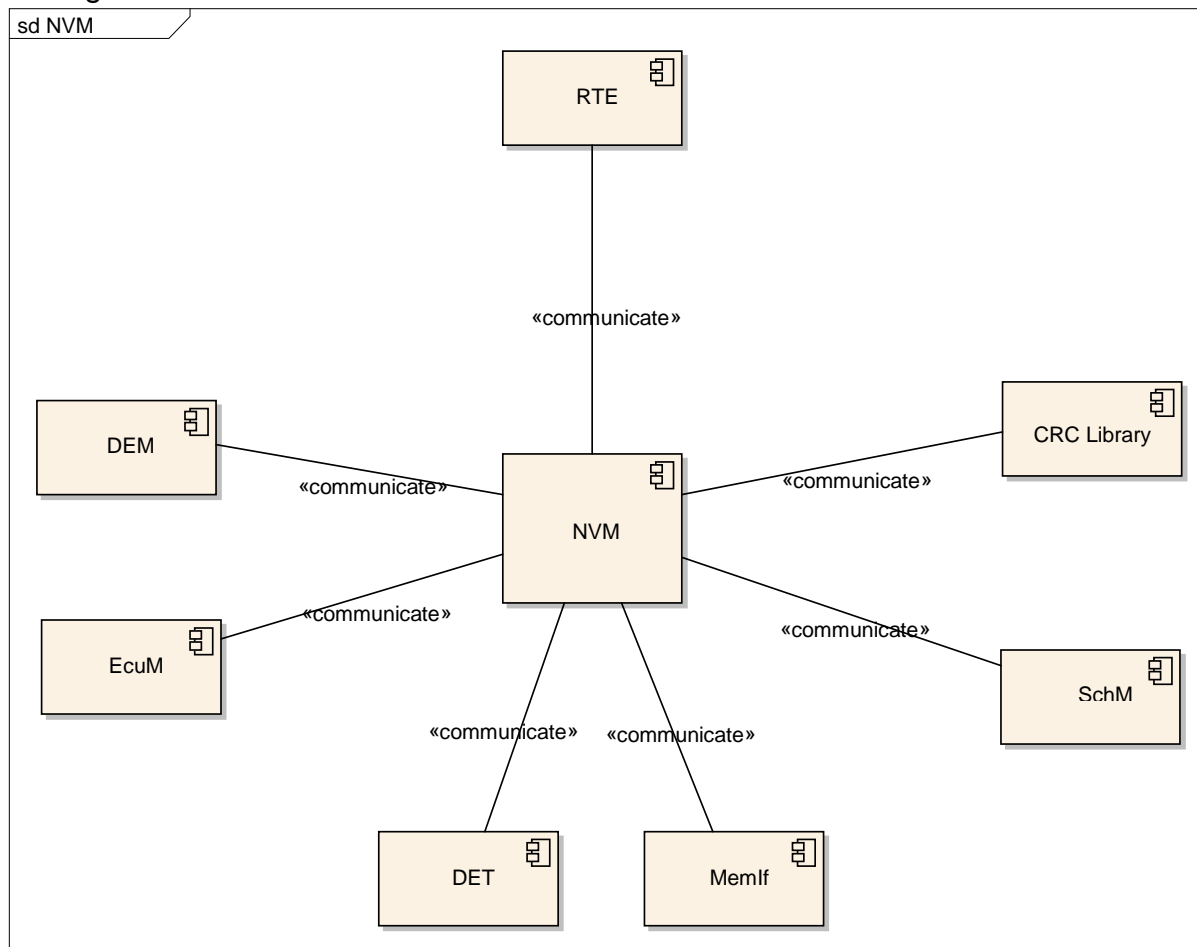 sd NVM
RTE
«communicate»
DEM
CRC Library
«communicate»
«communicate»
NVM
«communicate»
«communicate»
EcuM
SchM
«communicate»
«communicate»
DET
MemIf